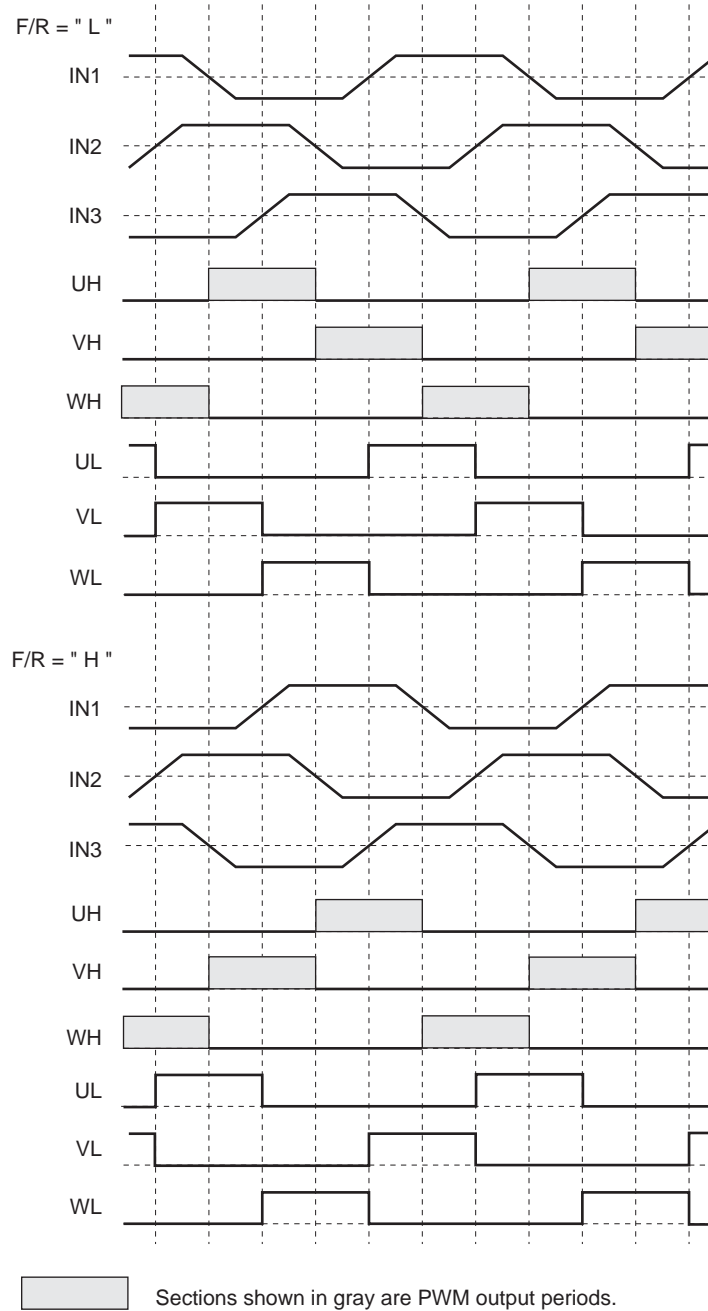 F/R = " L "
IN1
IN2
IN3
UH
VH
WH
UL
VL
WL
F/R = " H "
IN1
IN2
IN3
UH
VH
WH
UL
VL
WL
Sections shown in gray are PWM output periods.